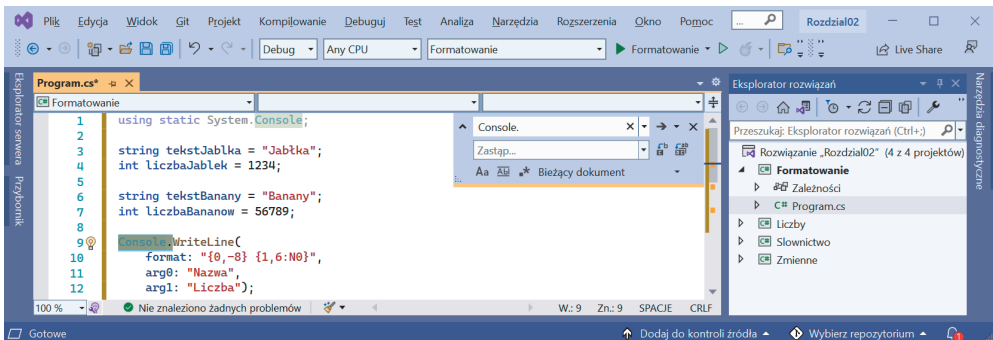 Plik Edycja Widok Git Projekt Kompilowanie Debuguj Test Analiza Narzędzia Rozszerzenia Okno Pomoc ... Rozdzial02
Debug Any CPU Formatowanie Formatowanie Live Share
Eksplorator serwera
Przybornik
Program.cs*
Formatowanie
1 using static System.Console;
2
3 string tekstJablka = "Jabłka";
4 int liczbaJablek = 1234;
5
6 string tekstBanany = "Banany";
7 int liczbaBananow = 56789;
8
9 Console.WriteLine(
10 format: "{0,-8} {1,6:N0}",
11 arg0: "Nazwa",
12 arg1: "Liczba");
Console.
Zastąp...
Aa Ab .* Bieżący dokument
100 % Nie znaleziono żadnych problemów W.: 9 Zn.: 9 SPACJE CRLF
Eksplorator rozwiązań
Przeszukaj: Eksplorator rozwiązań (Ctrl+;)
Rozwiązanie „Rozdzial02” (4 z 4 projektów)
C# Formatowanie
Zależności
C# Program.cs
C# Liczby
C# Slownictwo
C# Zmienne
Narzędzia diagnostyczne
Gotowe Dodaj do kontroli źródła Wybierz repozytorium 1